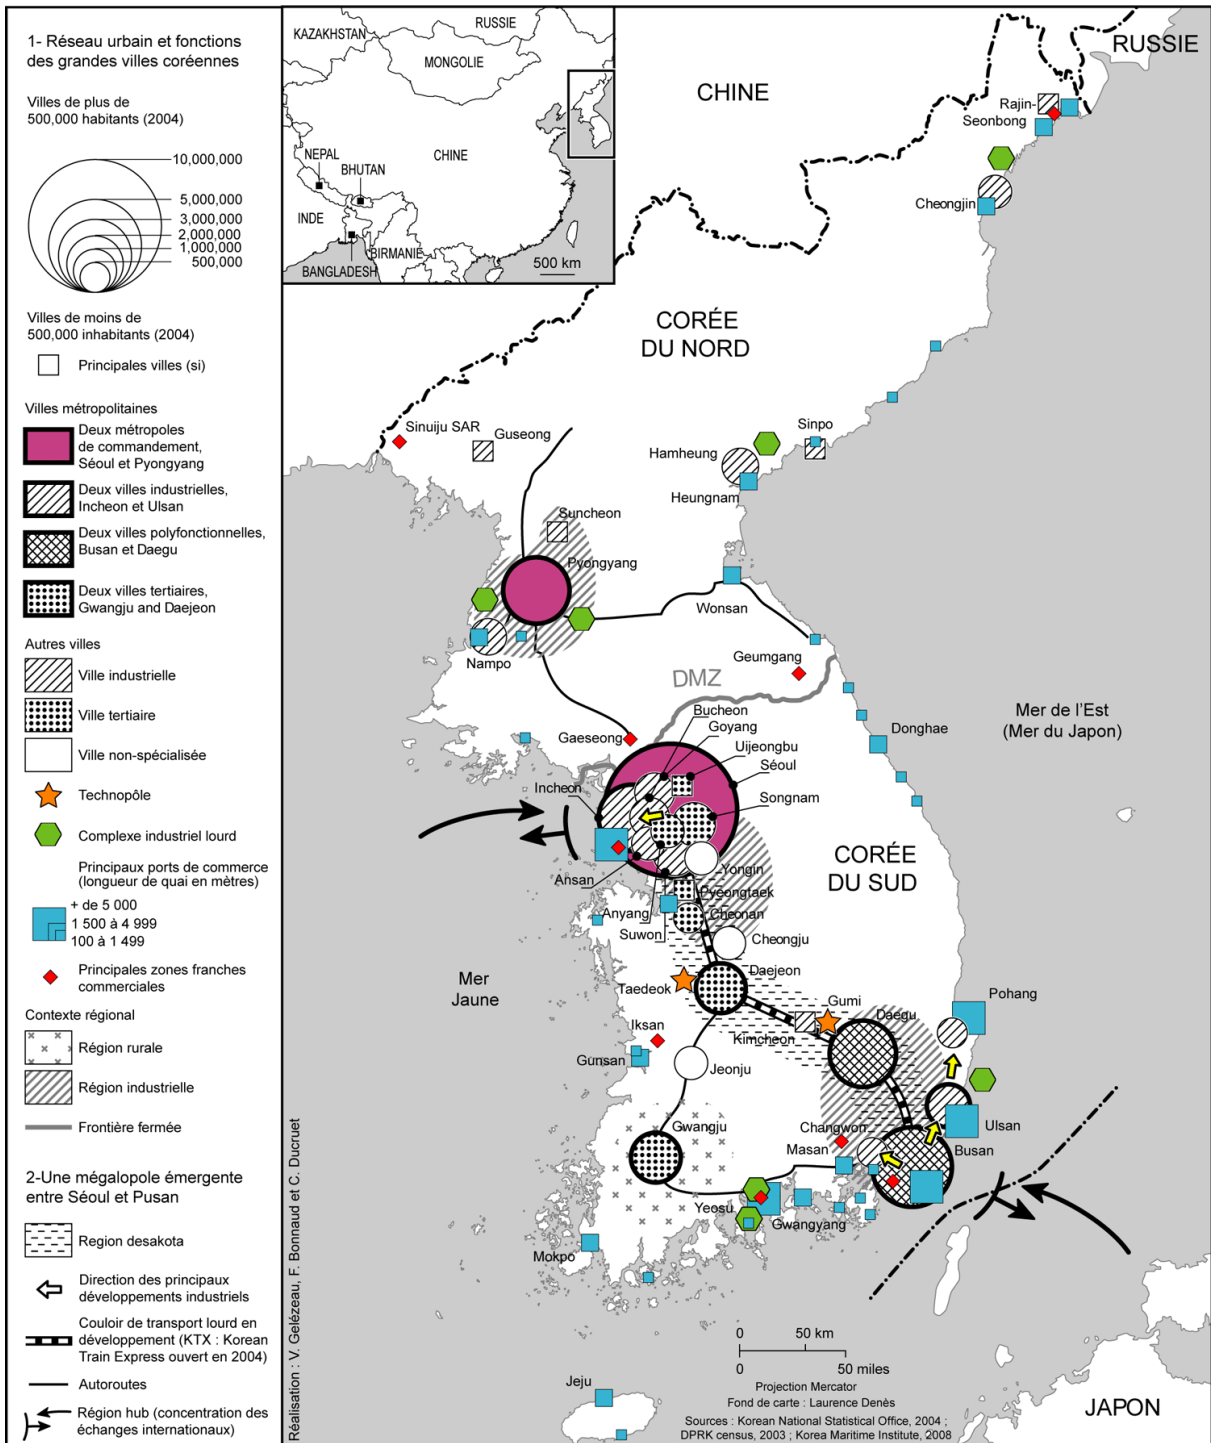 1- Réseau urbain et fonctions
des grandes villes coréennes
Villes de plus de
500,000 habitants (2004)
10,000,000
5,000,000
3,000,000
2,000,000
1,000,000
500,000
Villes de moins de
500,000 inhabitants (2004)
Principales villes (si)
Villes métropolitaines
Deux métropoles
de commandement,
Séoul et Pyongyang
Deux villes industrielles,
Incheon et Ulsan
Deux villes polyfonctionnelles,
Busan et Daegu
Deux villes tertiaires,
Gwangju and Daejeon
Autres villes
Ville industrielle
Ville tertiaire
Ville non-spécialisée
Technopôle
Complexe industriel lourd
Principaux ports de commerce
(longueur de quai en mètres)
+ de 5 000
1 500 à 4 999
100 à 1 499
Principales zones franches
commerciales
Contexte régional
Région rurale
Région industrielle
Frontière fermée
2-Une mégalopole émergente
entre Séoul et Pusan
Region desakota
Direction des principaux
développements industriels
Couloir de transport lourd en
développement (KTX : Korean
Train Express ouvert en 2004)
Autoroutes
Région hub (concentration des
échanges internationaux)
KAZAKHSTAN
RUSSIE
MONGOLIE
CHINE
NEPAL
BHUTAN
INDE
BIRMANIE
BANGLADESH
500 km
RUSSIE
CHINE
Rajin-
Seonbong
Cheongjin
CORÉE
DU NORD
Sinuiju SAR
Guseong
Sinpo
Hamheung
Heungnam
Suncheon
Pyongyang
Wonsan
Nampo
Geumgang
DMZ
Bucheon
Goyang
Gaeseong
Uijeongbu
Séoul
Donghae
Mer de l'Est
(Mer du Japon)
Incheon
Songnam
CORÉE
DU SUD
Ansan
Yongin
Pyeongtaek
Anyang
Cheonan
Suwon
Cheongju
Mer
Jaune
Daejeon
Taedeok
Gumi
Pohang
Daegu
Iksan
Kimcheon
Gunsan
Jeonju
Gwangju
Changwon
Ulsan
Masan
Busan
Yeosu
Gwangyang
Mokpo
Jeju
0 50 km
0 50 miles
Projection Mercator
Fond de carte : Laurence Denès
Sources : Korean National Statistical Office, 2004 ;
DPRK census, 2003 ; Korea Maritime Institute, 2008
JAPON
Réalisation : V. Gelézeau, F. Bonnaud et C. Ducruet